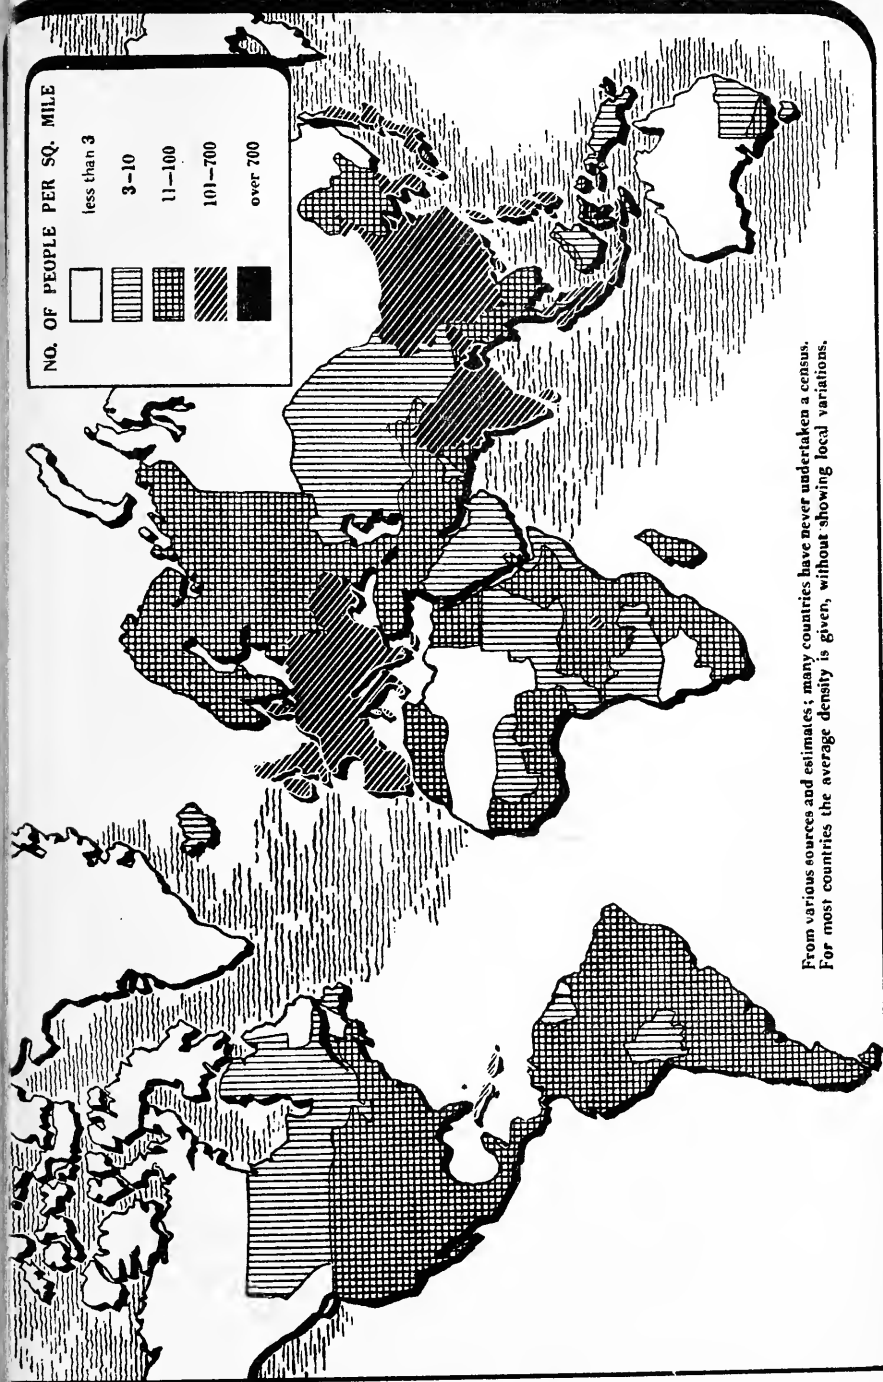 NO. OF PEOPLE PER SQ. MILE
less than 3
3—10
11—100
101—700
over 700
From various sources and estimates; many countries have never undertaken a census.
For most countries the average density is given, without showing local variations.